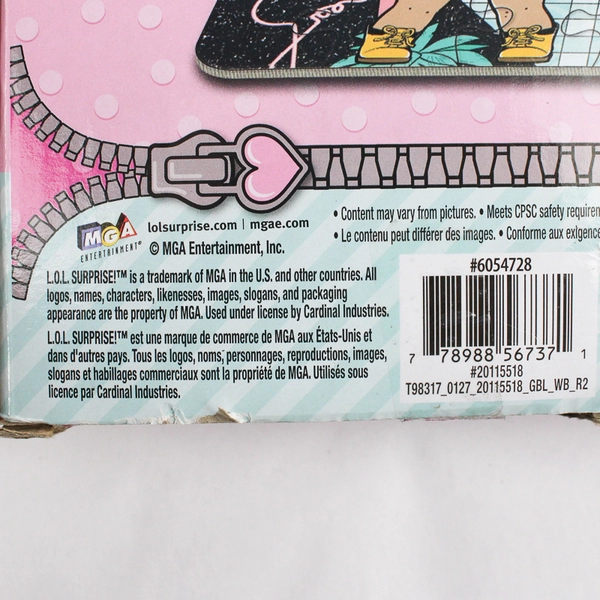 lolsurprise.com | mgae.com
MGA
ENTERTAINMENT®
© MGA Entertainment, Inc.
• Content may vary from pictures. • Meets CPSC safety requirem
• Le contenu peut différer des images. • Conforme aux exigence
L.O.L. SURPRISE!™ is a trademark of MGA in the U.S. and other countries. All
logos, names, characters, likenesses, images, slogans, and packaging
appearance are the property of MGA. Used under license by Cardinal Industries.
L.O.L. SURPRISE!™ est une marque de commerce de MGA aux États-Unis et
dans d'autres pays. Tous les logos, noms, personnages, reproductions, images,
slogans et habillages commerciaux sont la propriété de MGA. Utilisés sous
licence par Cardinal Industries.
#6054728
7 78988 56737 1
#20115518
T98317_0127_20115518_GBL_WB_R2